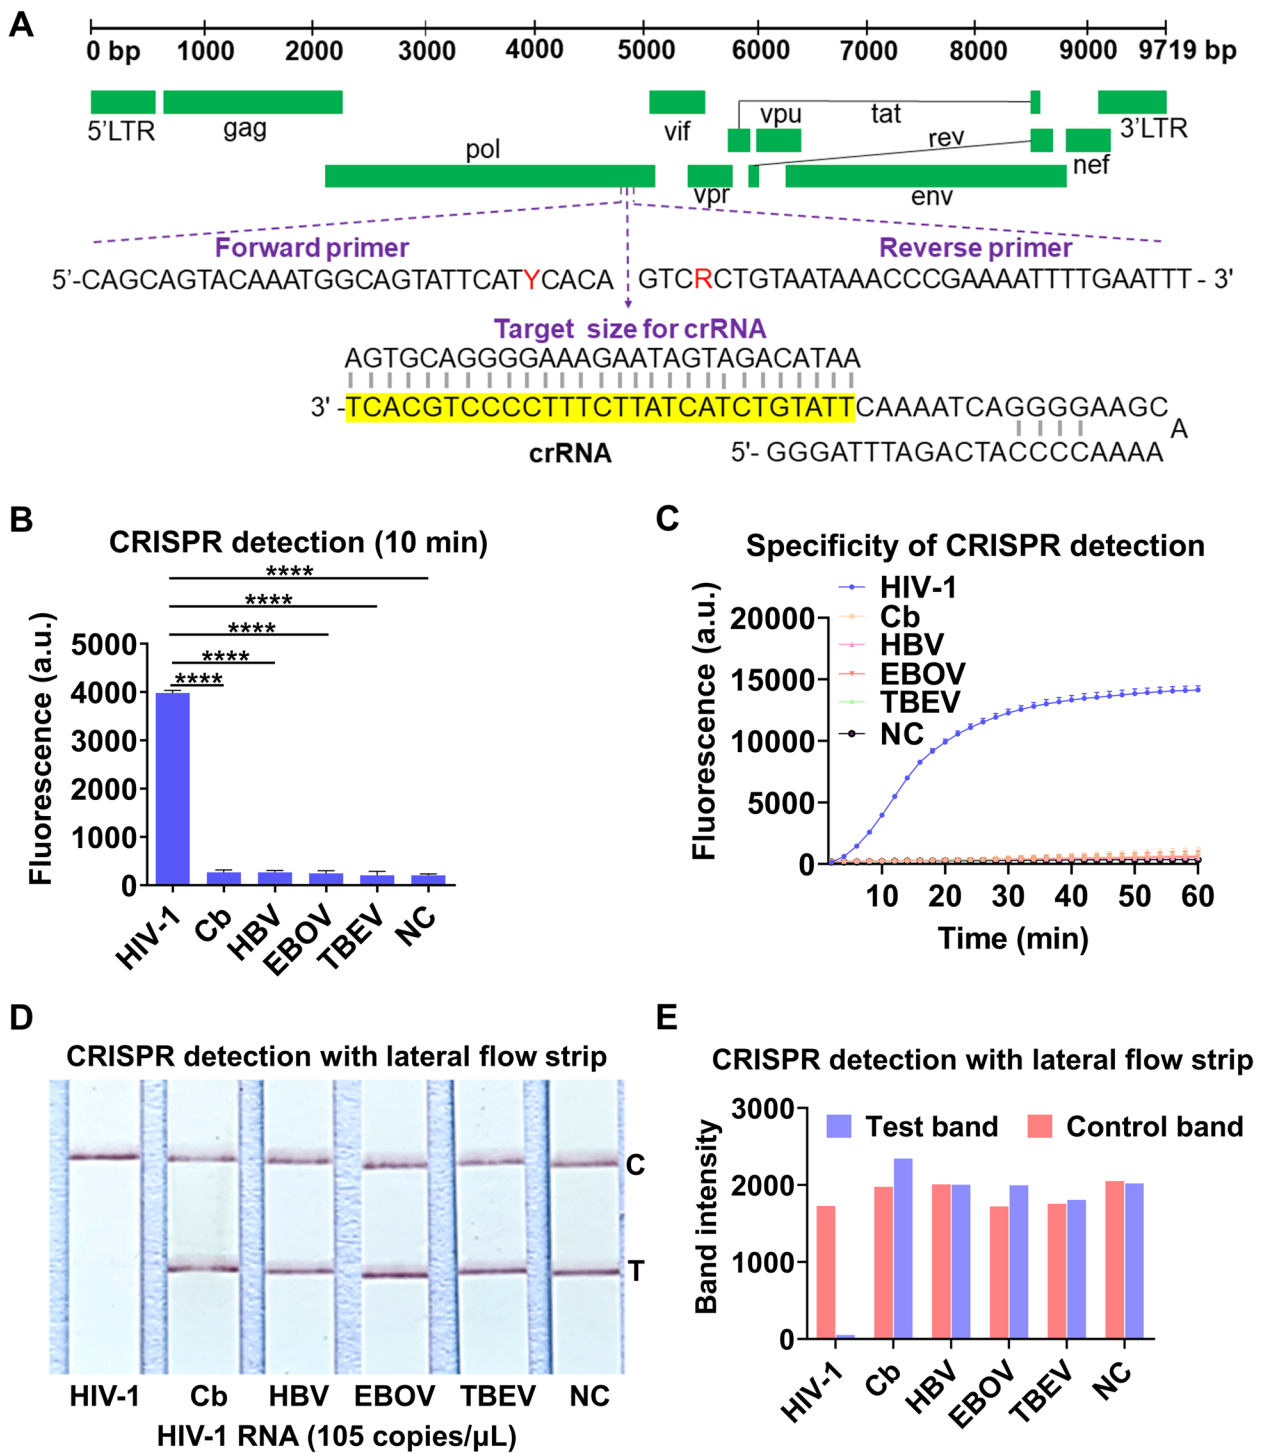 A
0 bp 1000 2000 3000 4000 5000 6000 7000 8000 9000 9719 bp
5’LTR gag vif vpu tat 3’LTR
pol rev nef
vpr env
Forward primer Reverse primer
5'-CAGCAGTACAAATGGCAGTATTCATYCACA GTCRCTGTAATAAACCCGAAAATTTTGAATTT - 3'
Target size for crRNA
AGTGCAGGGGAAAGAATAGTAGACATAA
3' -TCACGTCCCCTTTCTTATCATCTGTATTCAAAATCAGGGGAAGC
A
crRNA 5'- GGGATTTAGACTACCCCAAAA
B
CRISPR detection (10 min)
****
****
****
****
****
Fluorescence (a.u.)
5000
4000
3000
2000
1000
0
HIV-1 Cb HBV EBOV TBEV NC
C
Specificity of CRISPR detection
HIV-1
Cb
HBV
EBOV
TBEV
NC
Fluorescence (a.u.)
20000
15000
10000
5000
0
10 20 30 40 50 60
Time (min)
D
CRISPR detection with lateral flow strip
C
T
HIV-1 Cb HBV EBOV TBEV NC
HIV-1 RNA (105 copies/µL)
E
CRISPR detection with lateral flow strip
Test band Control band
Band intensity
3000
2000
1000
0
HIV-1 Cb HBV EBOV TBEV NC